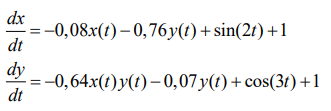 dx/dt = −0,08x(t) − 0,76y(t) + sin(2t) + 1
dy/dt = −0,64x(t)y(t) − 0,07y(t) + cos(3t) + 1